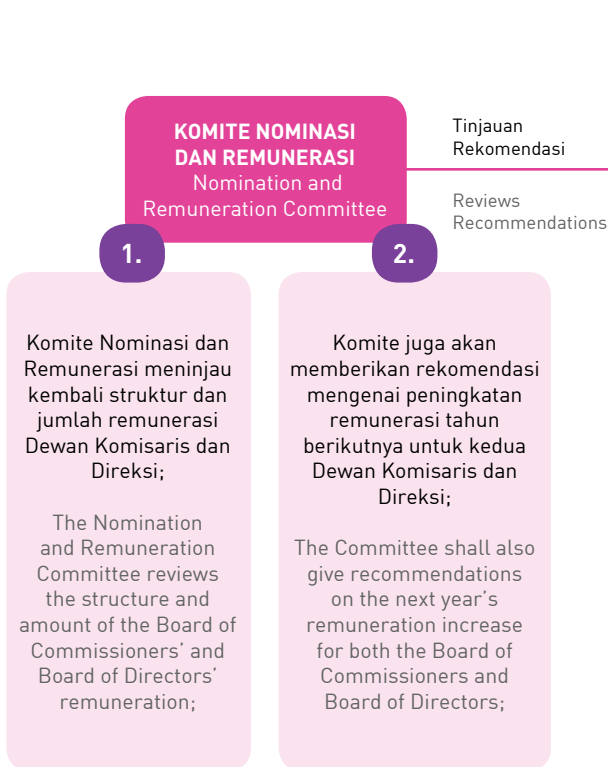 KOMITE NOMINASI
DAN REMUNERASI
Nomination and
Remuneration Committee
Tinjauan
Rekomendasi
Reviews
Recommendations
1.
Komite Nominasi dan
Remunerasi meninjau
kembali struktur dan
jumlah remunerasi
Dewan Komisaris dan
Direksi;
The Nomination
and Remuneration
Committee reviews
the structure and
amount of the Board of
Commissioners’ and
Board of Directors’
remuneration;
2.
Komite juga akan
memberikan rekomendasi
mengenai peningkatan
remunerasi tahun
berikutnya untuk kedua
Dewan Komisaris dan
Direksi;
The Committee shall also
give recommendations
on the next year’s
remuneration increase
for both the Board of
Commissioners and
Board of Directors;